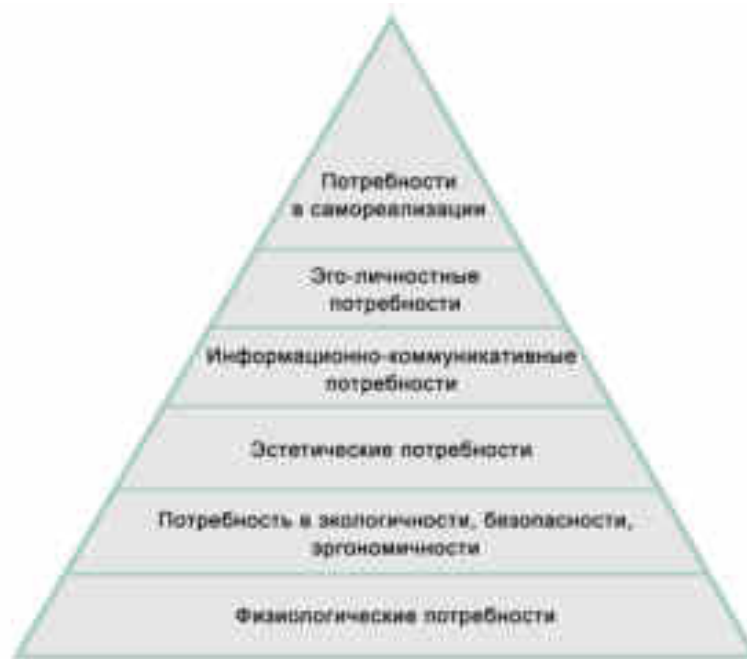 Потребности
в самореализации
Эго-личностные
потребности
Информационно-коммуникативные
потребности
Эстетические потребности
Потребность в экологичности, безопасности,
эргономичности
Физиологические потребности